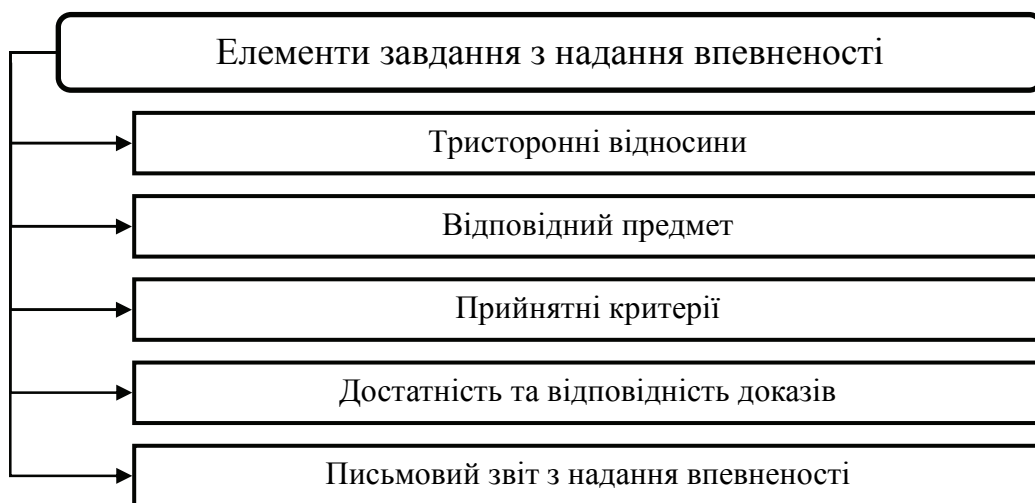 Елементи завдання з надання впевненості
Тристоронні відносини
Відповідний предмет
Прийнятні критерії
Достатність та відповідність доказів
Письмовий звіт з надання впевненості